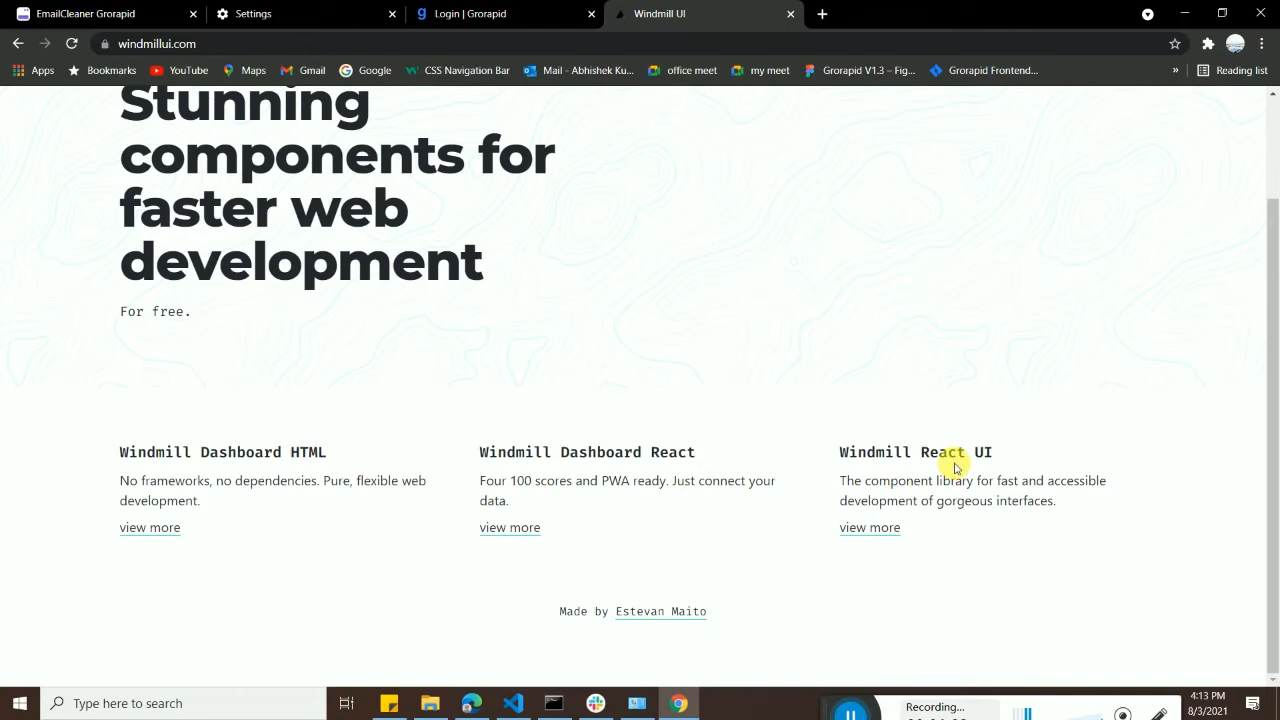 EmailCleaner Grorapid
Settings
Login | Grorapid
Windmill UI
windmillui.com
Apps
Bookmarks
YouTube
Maps
Gmail
Google
CSS Navigation Bar
Mail - Abhishek Ku...
office meet
my meet
Grorapid V1.3 – Fig...
Grorapid Frontend...
»
Reading list
Stunning
components for
faster web
development
For free.
Windmill Dashboard HTML
No frameworks, no dependencies. Pure, flexible web
development.
view more
Windmill Dashboard React
Four 100 scores and PWA ready. Just connect your
data.
view more
Windmill React UI
The component library for fast and accessible
development of gorgeous interfaces.
view more
Made by Estevan Maito
Type here to search
Recording...
4:13 PM
8/3/2021